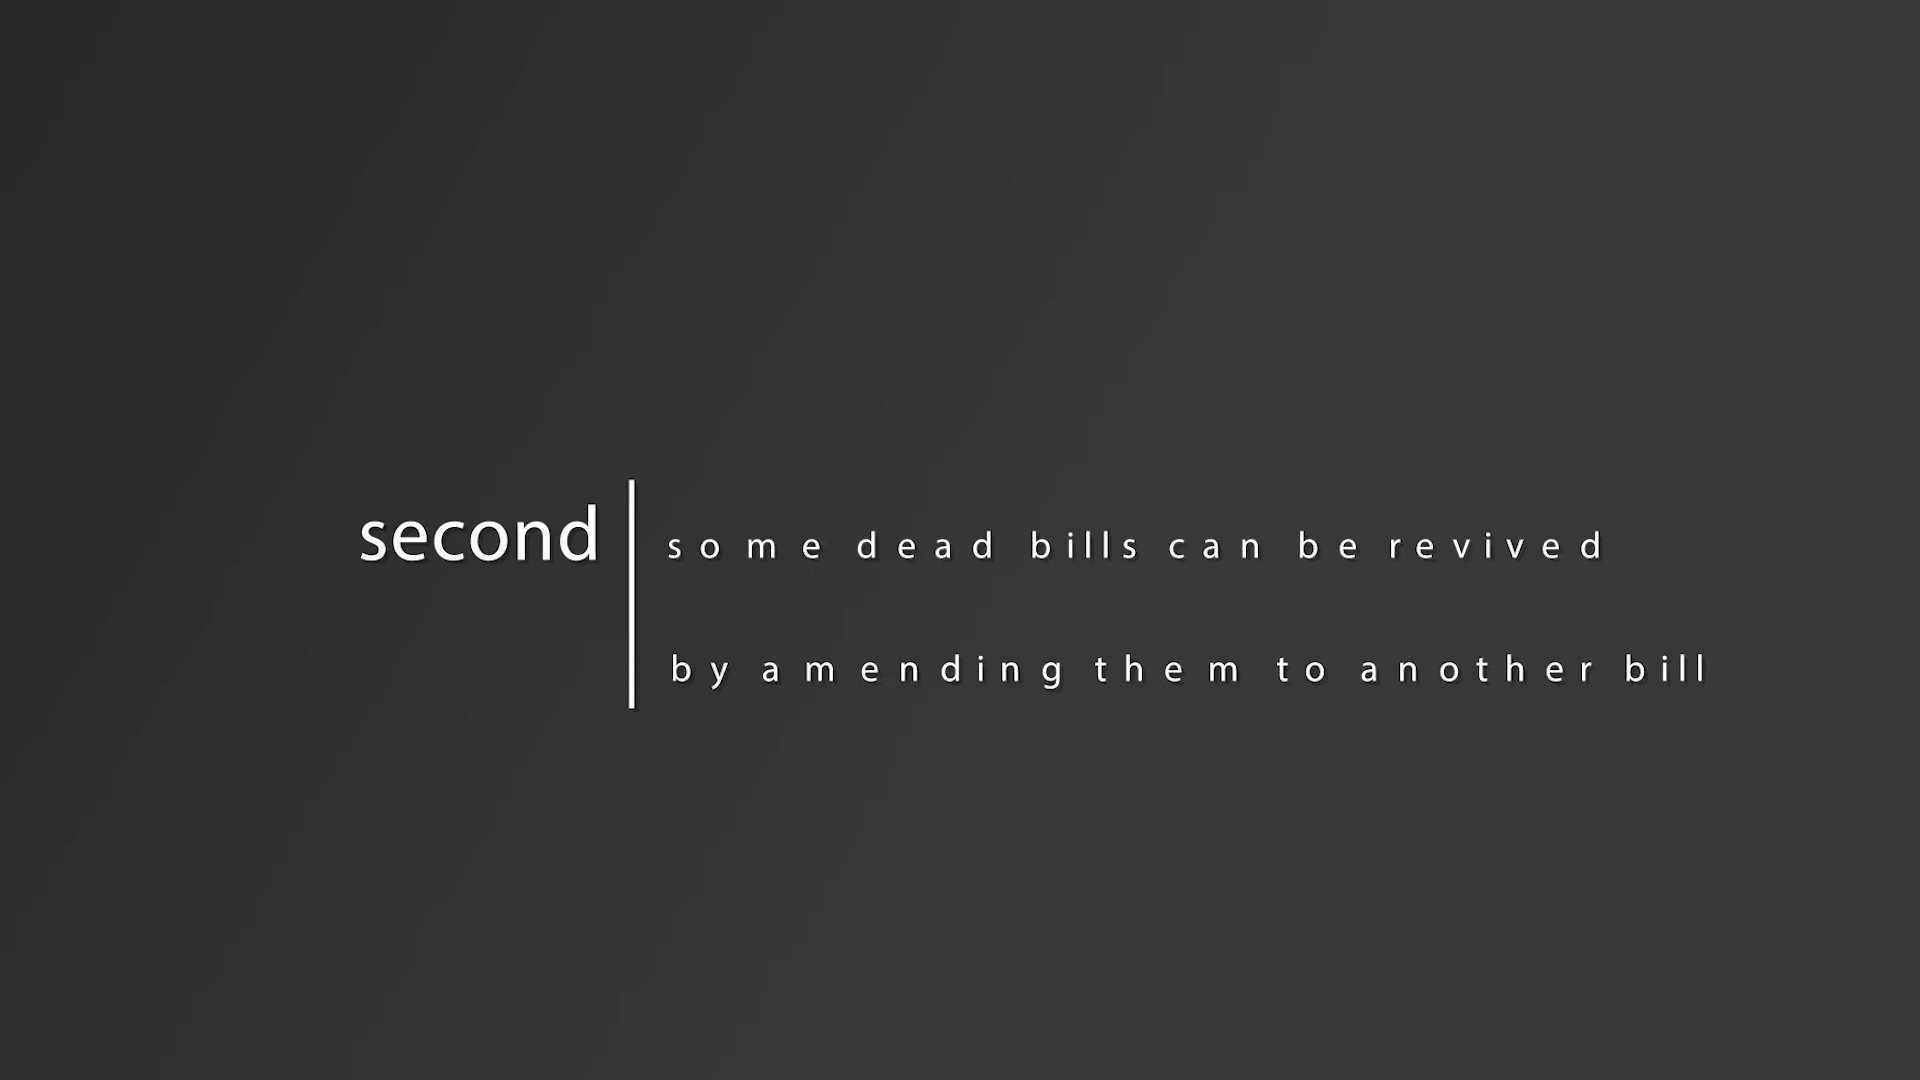 second
some dead bills can be revived
by amending them to another bill